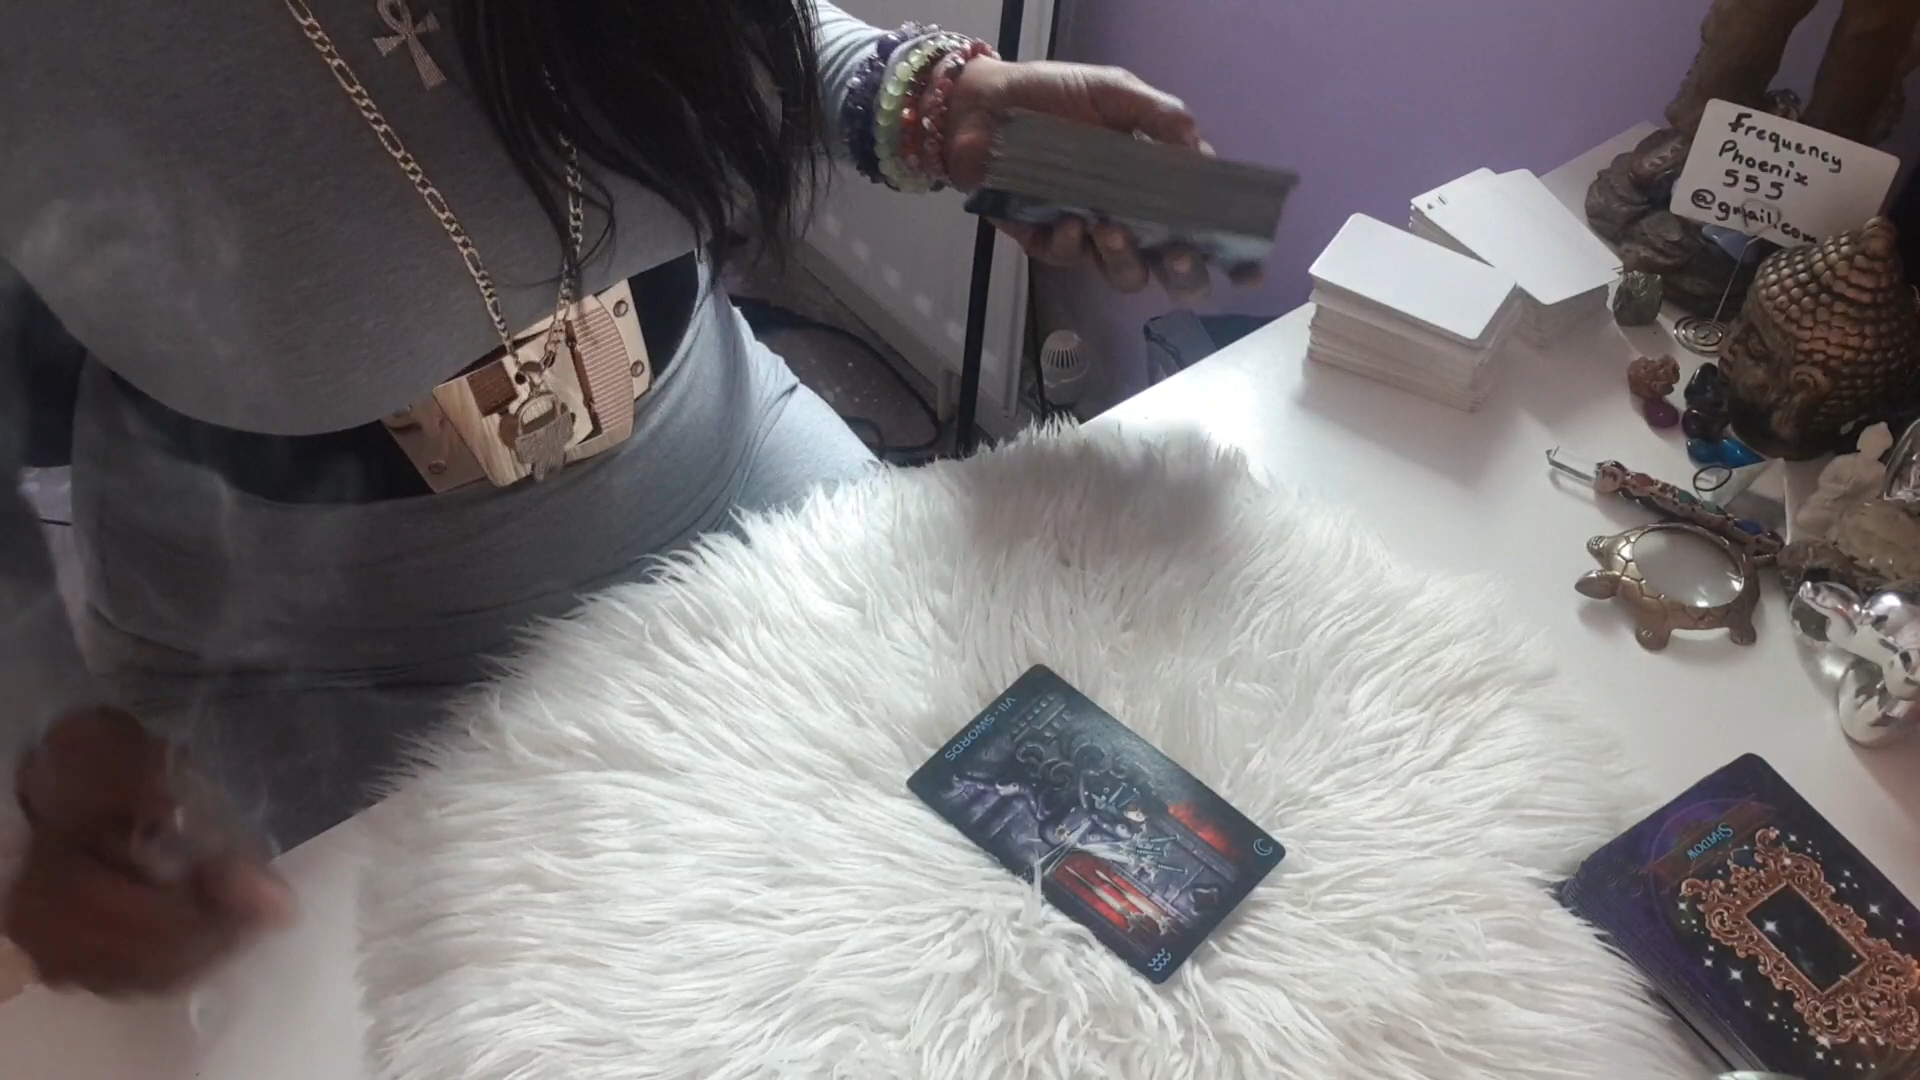 frequency
Phoenix
555
@gmail.com
VII · SWORDS
SHADOW